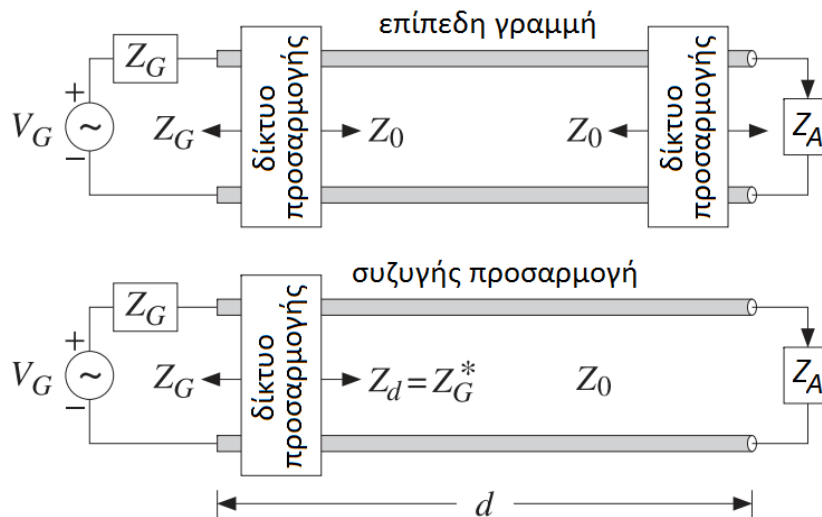 επίπεδη γραμμή
Z_G
V_G
+
~
−
Z_G
δίκτυο
προσαρμογής
Z_0
Z_0
δίκτυο
προσαρμογής
Z_A
συζυγής προσαρμογή
Z_G
V_G
+
~
−
Z_G
δίκτυο
προσαρμογής
Z_d = Z_G^*
Z_0
Z_A
d